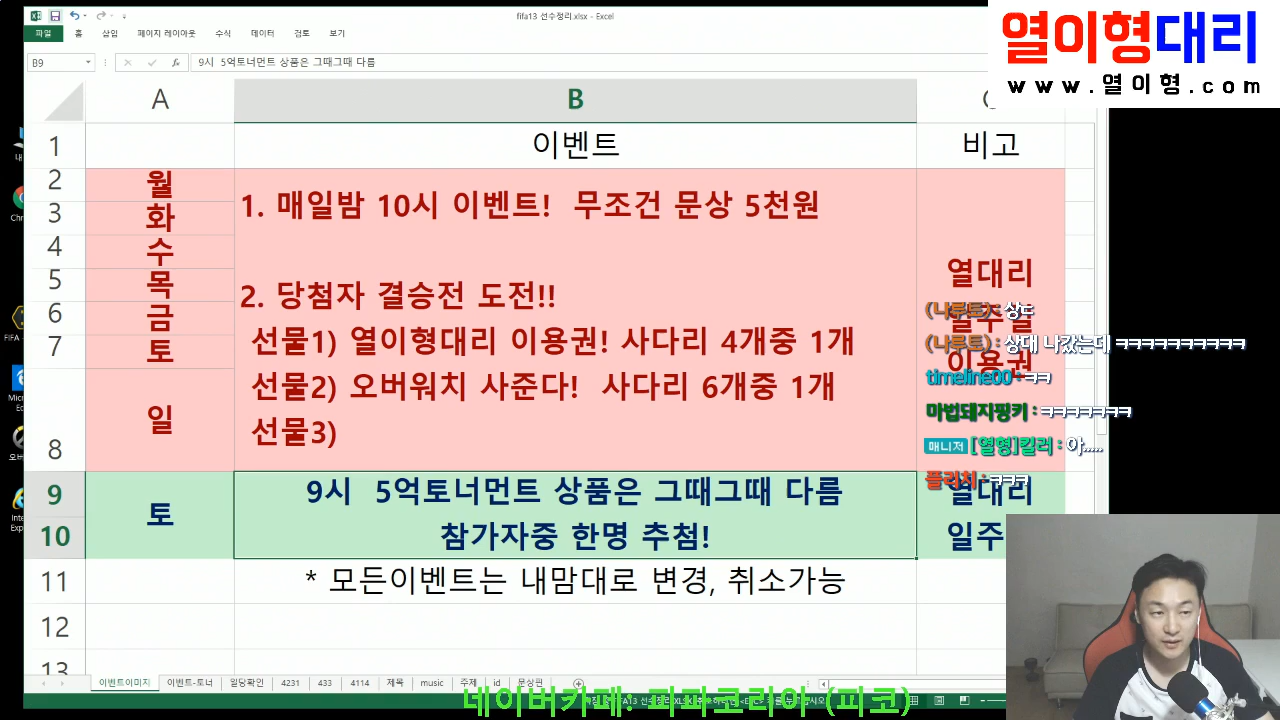 fifa13 선수정리.xlsx - Excel
파일 홈 삽입 페이지 레이아웃 수식 데이터 검토 보기
B9 fx 9시 5억토너먼트 상품은 그때그때 다름
열이형대리
www.열이형.com
A B
1 이벤트 비고
2 월
3 화
4 수
5 목
6 금
7 토
8 일
1. 매일밤 10시 이벤트! 무조건 문상 5천원
2. 당첨자 결승전 도전!!
선물1) 열이형대리 이용권! 사다리 4개중 1개
선물2) 오버워치 사준다! 사다리 6개중 1개
선물3)
열대리
일주일
이용권
(나루토) : 상ㄷ
(나루토) : 상대 나갔는데 ㅋㅋㅋㅋㅋㅋㅋㅋㅋㅋ
timeline00 : ㅋㅋ
마법돼지핑키 : ㅋㅋㅋㅋㅋㅋㅋ
매니저 [열형]킬러 : 아.....
플리치 : ㅋㅋㅋ
9 토 9시 5억토너먼트 상품은 그때그때 다름 열대리
10 참가자중 한명 추첨! 일주
11 * 모든이벤트는 내맘대로 변경, 취소가능
12
13
이벤트이미지 이벤트-토너 일당확인 4231 433 4114 제목 music 주제 id 문상핀
네이버카페: 피파코리아 (피코)